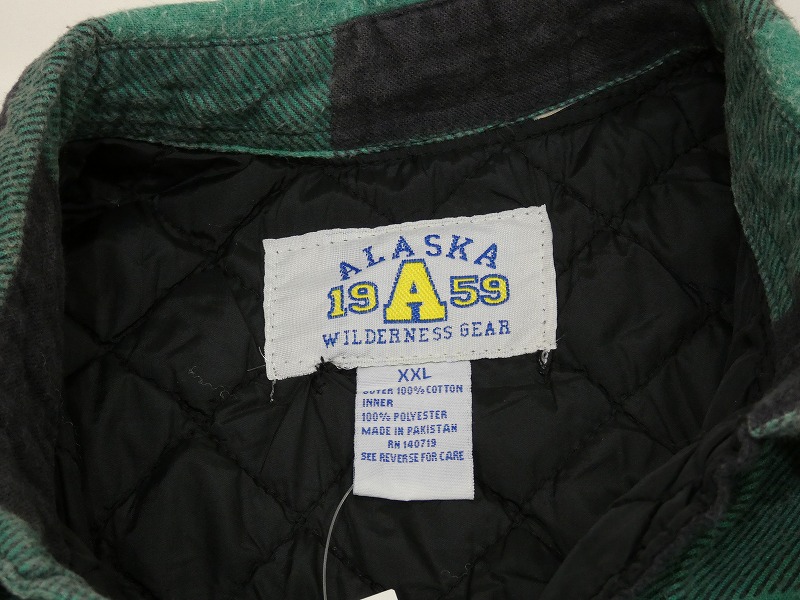 ALASKA
19 A 59
WILDERNESS GEAR
XXL
OUTER 100% COTTON
INNER
100% POLYESTER
MADE IN PAKISTAN
RN 140719
SEE REVERSE FOR CARE